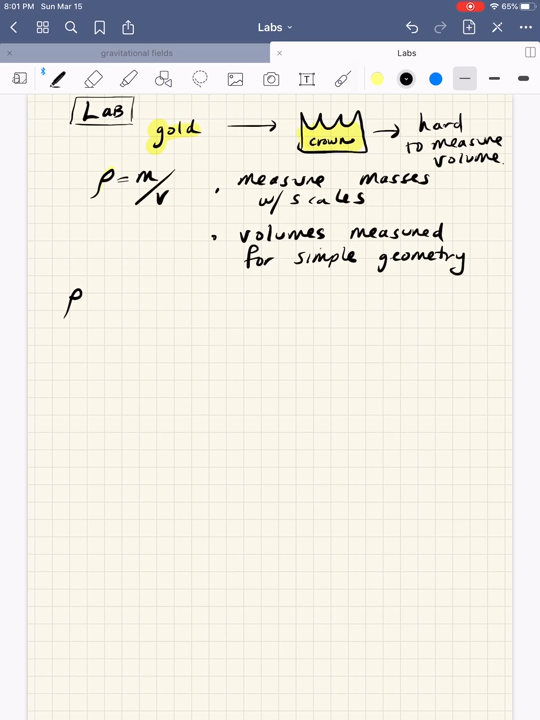 8:01 PM Sun Mar 15
65%
Labs
gravitational fields
Labs
T
LAB
gold → crown → hard to measure volume.
ρ = m/v
· measure masses
w/ scales
· volumes measured
for simple geometry
ρ